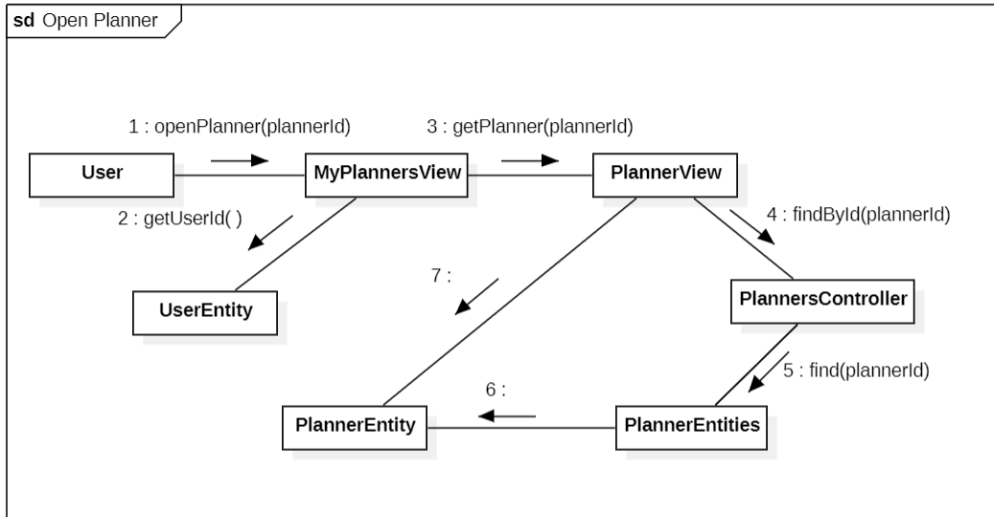 sd Open Planner
1 : openPlanner(plannerId)
3 : getPlanner(plannerId)
User
MyPlannersView
PlannerView
2 : getUserId( )
4 : findById(plannerId)
7 :
UserEntity
PlannersController
5 : find(plannerId)
6 :
PlannerEntity
PlannerEntities